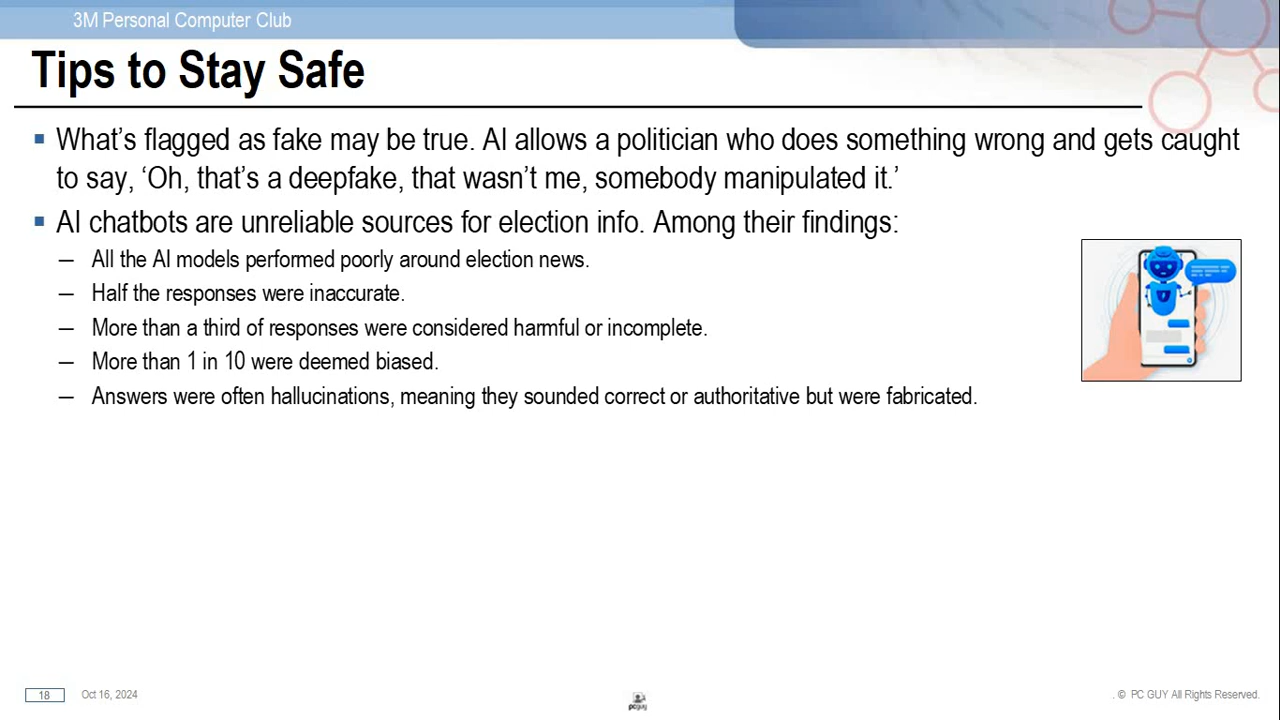 3M Personal Computer Club
Tips to Stay Safe
What’s flagged as fake may be true. AI allows a politician who does something wrong and gets caught
to say, ‘Oh, that’s a deepfake, that wasn’t me, somebody manipulated it.’
AI chatbots are unreliable sources for election info. Among their findings:
— All the AI models performed poorly around election news.
— Half the responses were inaccurate.
— More than a third of responses were considered harmful or incomplete.
— More than 1 in 10 were deemed biased.
— Answers were often hallucinations, meaning they sounded correct or authoritative but were fabricated.
18 Oct 16, 2024
. © PC GUY All Rights Reserved.